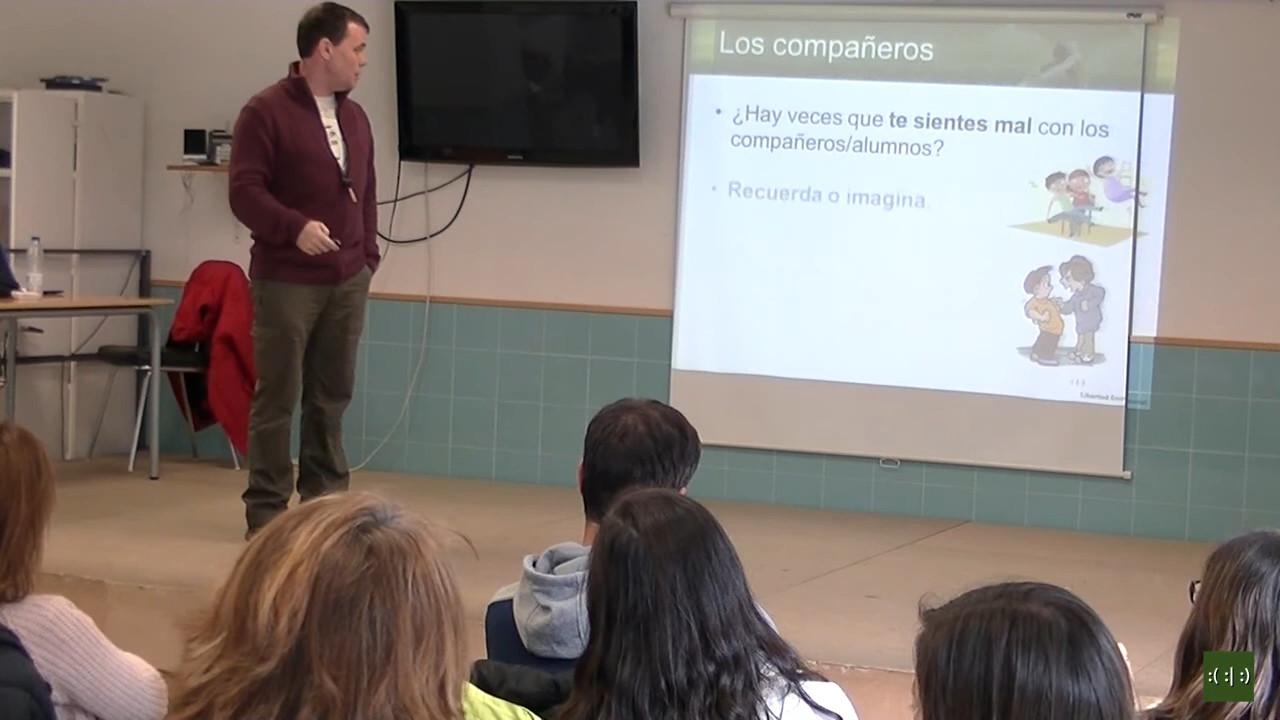 Los compañeros
• ¿Hay veces que te sientes mal con los
compañeros/alumnos?
• Recuerda o imagina.
:( :| :)